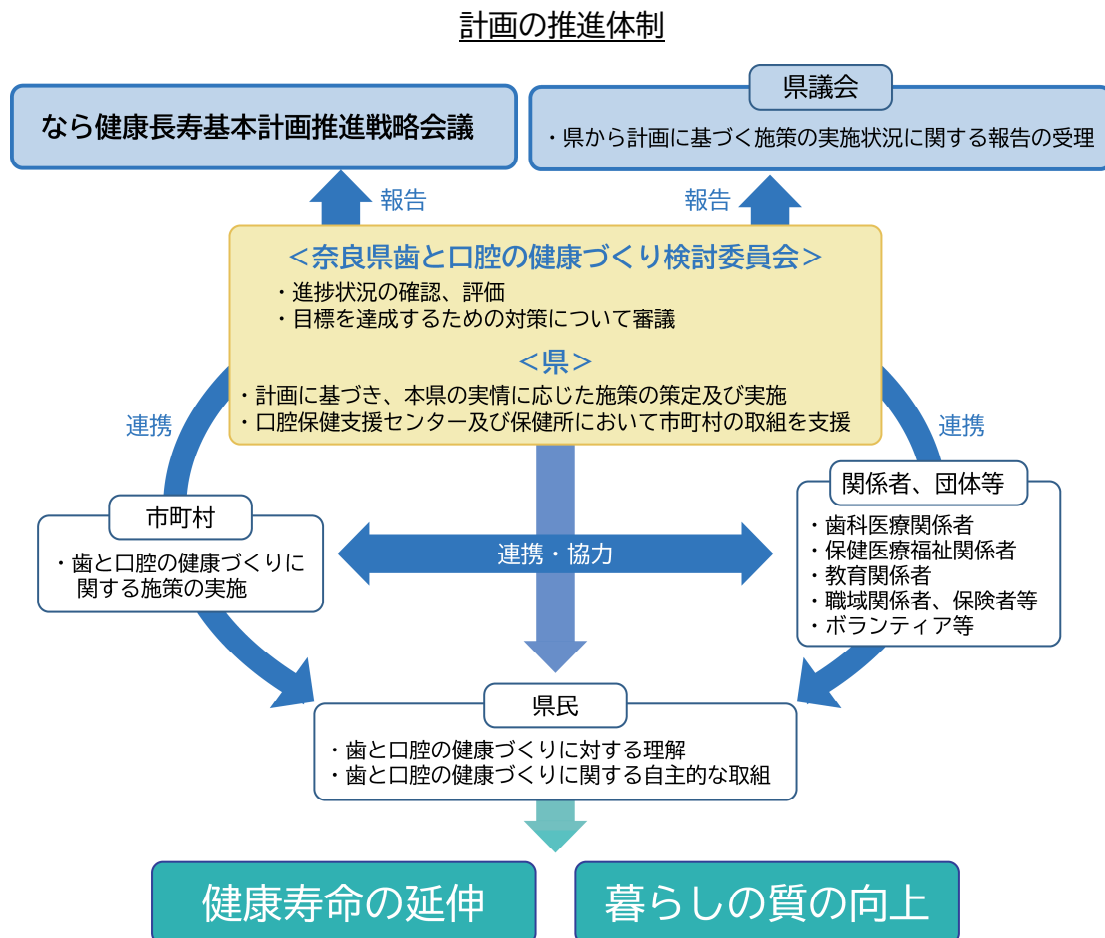 計画の推進体制
なら健康長寿基本計画推進戦略会議
県議会
・県から計画に基づく施策の実施状況に関する報告の受理
報告
報告
＜奈良県歯と口腔の健康づくり検討委員会＞
・進捗状況の確認、評価
・目標を達成するための対策について審議
＜県＞
・計画に基づき、本県の実情に応じた施策の策定及び実施
・口腔保健支援センター及び保健所において市町村の取組を支援
連携
連携
市町村
・歯と口腔の健康づくりに
関する施策の実施
連携・協力
関係者、団体等
・歯科医療関係者
・保健医療福祉関係者
・教育関係者
・職域関係者、保険者等
・ボランティア等
県民
・歯と口腔の健康づくりに対する理解
・歯と口腔の健康づくりに関する自主的な取組
健康寿命の延伸
暮らしの質の向上